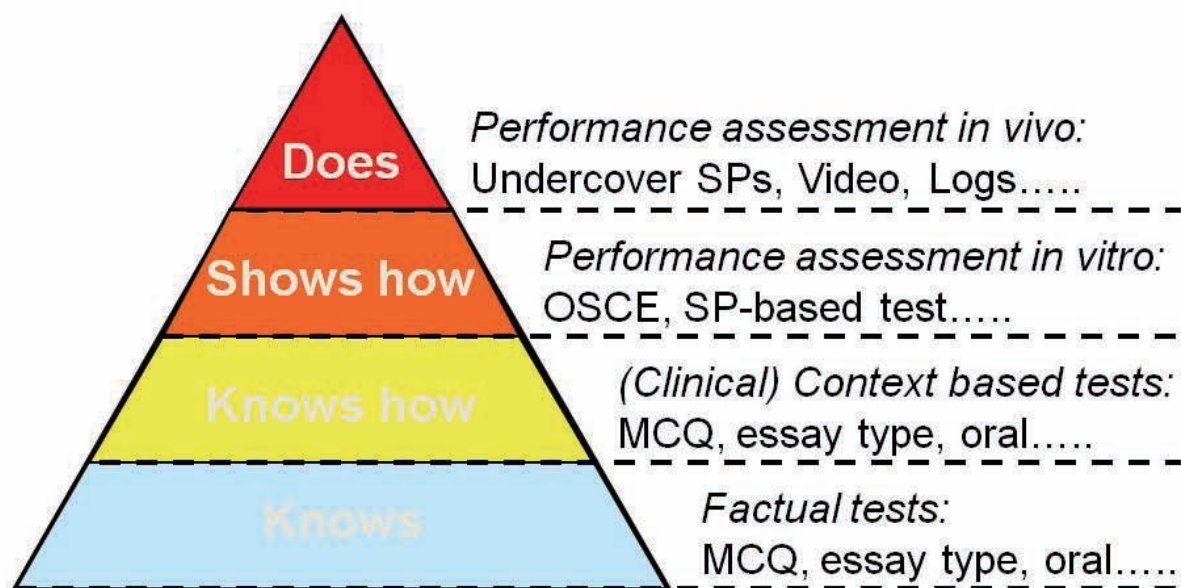 Does
Performance assessment in vivo:
Undercover SPs, Video, Logs.....
Shows how
Performance assessment in vitro:
OSCE, SP-based test.....
Knows how
(Clinical) Context based tests:
MCQ, essay type, oral.....
Knows
Factual tests:
MCQ, essay type, oral.....